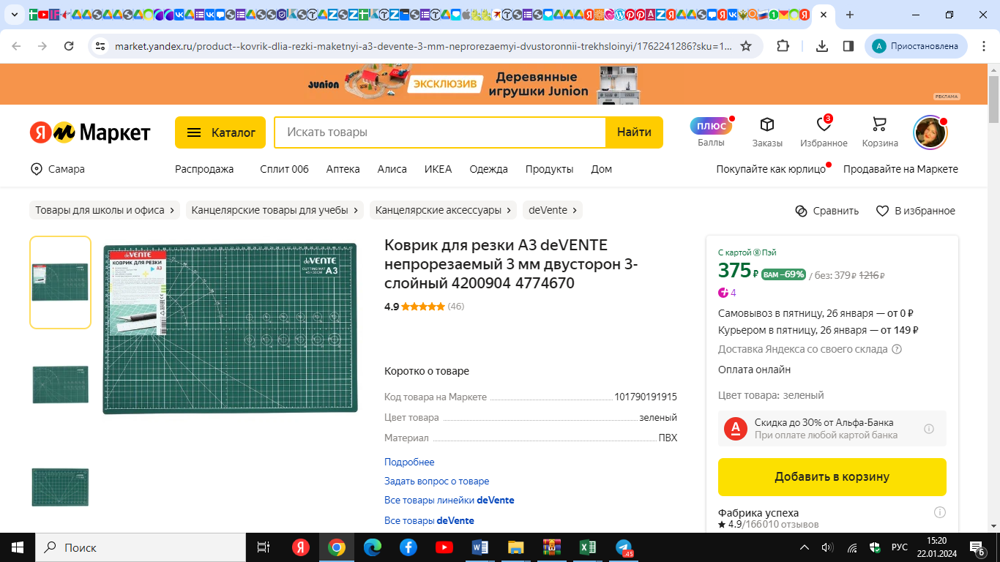 market.yandex.ru/product--kovrik-dlia-rezki-maketnyi-a3-devente-3-mm-neprorezaemyi-dvustoronnii-trekhsloinyi/1762241286?sku=1...
А
Приостановлена
Junion
ЭКСКЛЮЗИВ
Деревянные
игрушки Junion
РЕКЛАМА
Я М Маркет
Каталог
Искать товары
Найти
ПЛЮС
Баллы
Заказы
3
Избранное
Корзина
Самара
Распродажа
Сплит 006
Аптека
Алиса
ИКЕА
Одежда
Продукты
Дом
Покупайте как юрлицо
Продавайте на Маркете
Товары для школы и офиса
Канцелярские товары для учебы
Канцелярские аксессуары
deVente
Сравнить
В избранное
deVENTE
КОВРИК ДЛЯ РЕЗКИ
A3
deVENTE
CUTTING MAT
45 x 30CM
A3
Коврик для резки A3 deVENTE
непрорезаемый 3 мм двусторон 3-
слойный 4200904 4774670
4.9
(46)
Коротко о товаре
Код товара на Маркете
101790191915
Цвет товара
зеленый
Материал
ПВХ
Подробнее
Задать вопрос о товаре
Все товары линейки deVente
Все товары deVente
С картой Я Пэй
375 ₽ ВАМ –69% / без: 379 ₽ 1216 ₽
4
Самовывоз в пятницу, 26 января — от 0 ₽
Курьером в пятницу, 26 января — от 149 ₽
Доставка Яндекса со своего склада
Оплата онлайн
Цвет товара: зеленый
А
Скидка до 30% от Альфа-Банка
При оплате любой картой банка
Добавить в корзину
Фабрика успеха
4.9/166 010 отзывов
Поиск
.45
РУС
15:20
22.01.2024
6